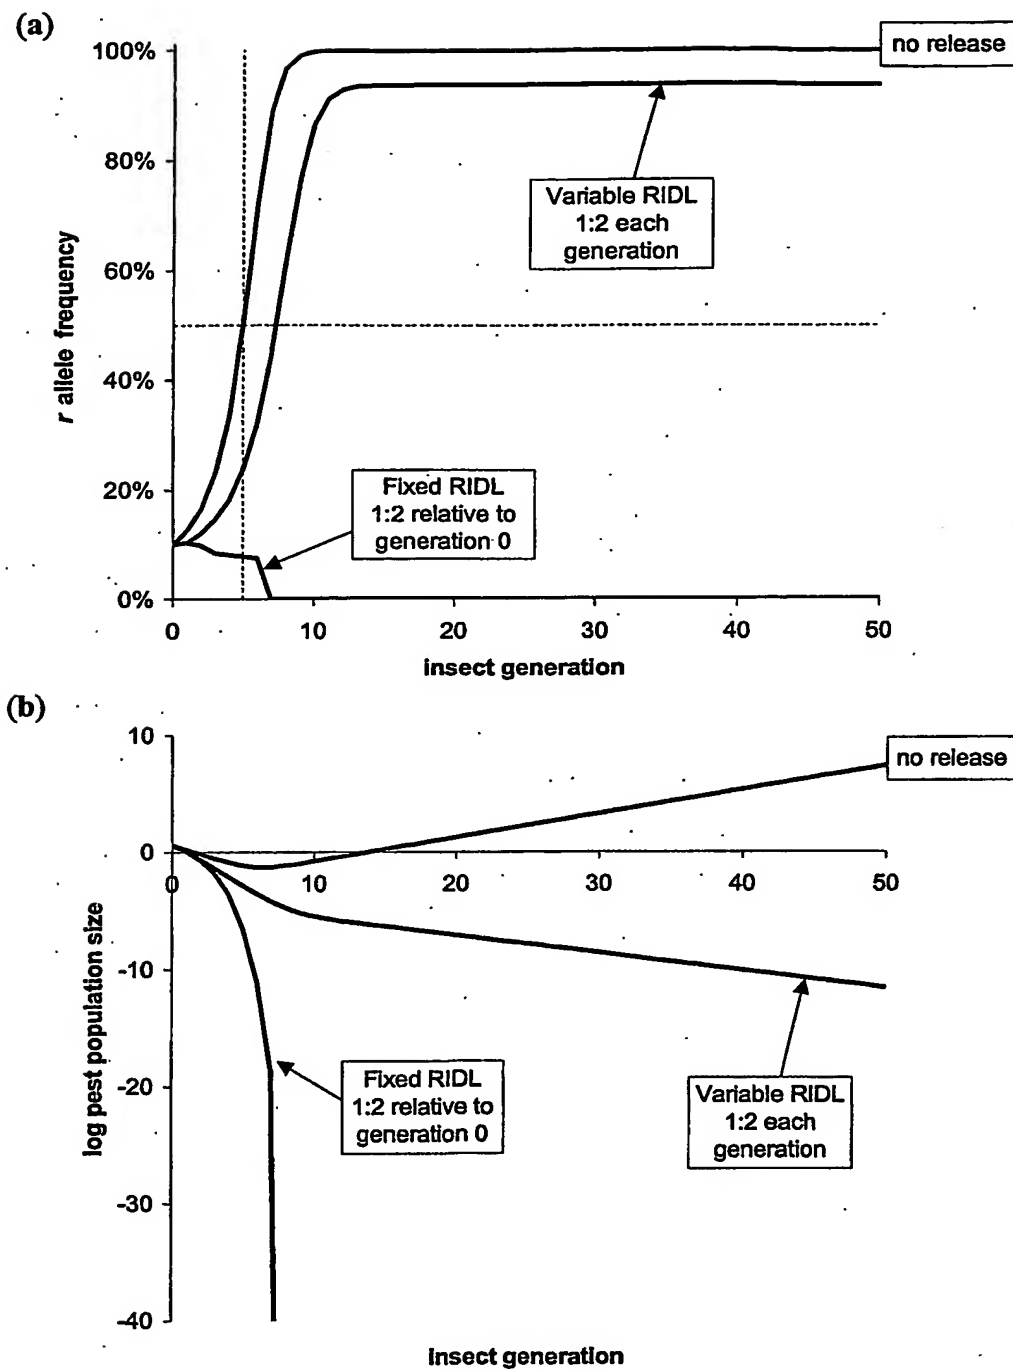 (a)
100%
80%
60%
40%
20%
0%
r allele frequency
no release
Variable RIDL
1:2 each
generation
Fixed RIDL
1:2 relative to
generation 0
0 10 20 30 40 50
insect generation
(b)
10
0
-10
-20
-30
-40
log pest population size
no release
0 10 20 30 40 50
Fixed RIDL
1:2 relative to
generation 0
Variable RIDL
1:2 each
generation
insect generation